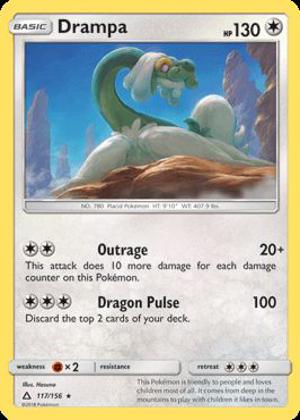 BASIC Drampa HP 130
NO. 780 Placid Pokémon HT: 9'10" WT: 407.9 lbs.
Outrage 20+
This attack does 10 more damage for each damage
counter on this Pokémon.
Dragon Pulse 100
Discard the top 2 cards of your deck.
weakness ×2 resistance retreat
Illus. Hasuno
117/156 ★
©2018 Pokémon
This Pokémon is friendly to people and loves
children most of all. It comes from deep in the
mountains to play with children it likes in town.